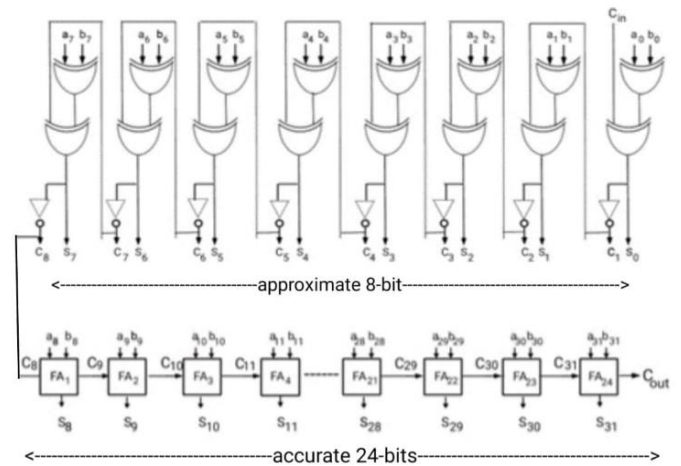 Cin
a7 b7 a6 b6 a5 b5 a4 b4 a3 b3 a2 b2 a1 b1 a0 b0
C8 S7 C7 S6 C6 S5 C5 S4 C4 S3 C3 S2 C2 S1 C1 S0
approximate 8-bit
a8 b8 a9 b9 a10 b10 a11 b11 a28 b28 a29 b29 a30 b30 a31 b31
C8 FA1 C9 FA2 C10 FA3 C11 FA4 FA21 C29 FA22 C30 FA23 C31 FA24 Cout
S8 S9 S10 S11 S28 S29 S30 S31
accurate 24-bits